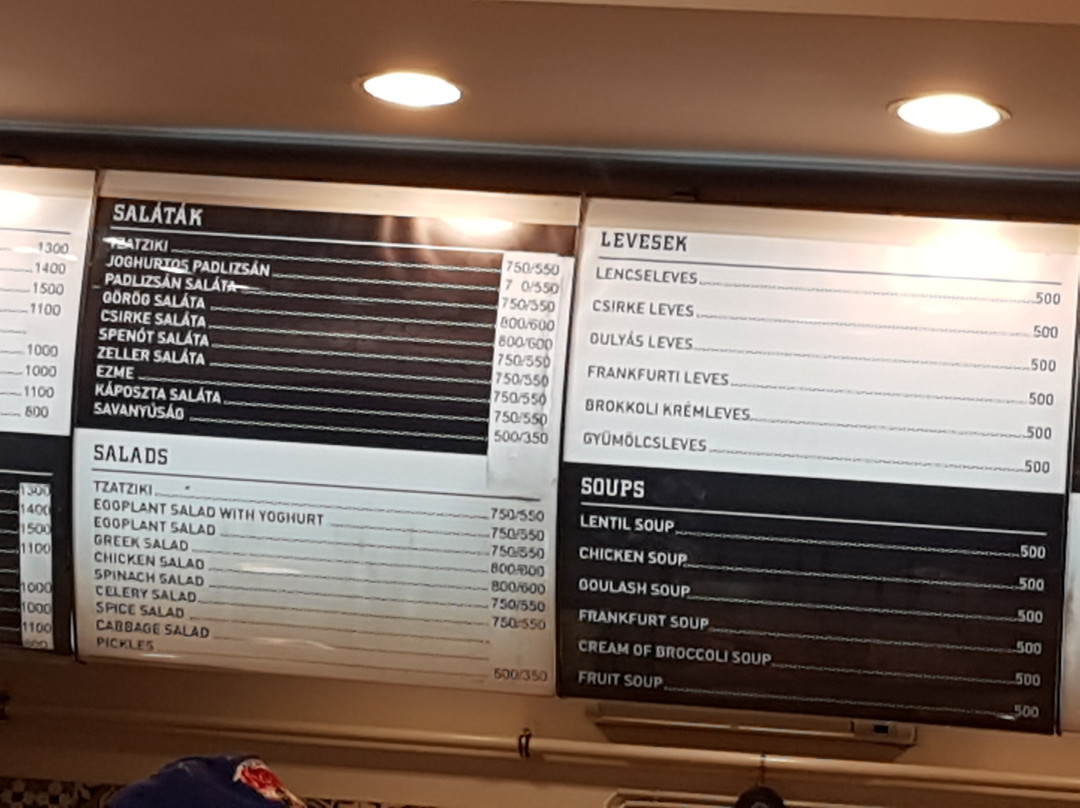 1300
1400
1500
1100
1000
1000
1100
800
1300
1400
1500
1100
1000
1000
1100
SALÁTÁK
TZATZIKI 750/550
JOGHURTOS PADLIZSÁN 7 0/550
PADLIZSÁN SALÁTA 750/550
GÖRÖG SALÁTA 800/600
CSIRKE SALÁTA 800/600
SPENÓT SALÁTA 750/550
ZELLER SALÁTA 750/550
EZME 750/550
KÁPOSZTA SALÁTA 750/550
SAVANYÚSÁG 500/350
SALADS
TZATZIKI 750/550
EGGPLANT SALAD WITH YOGHURT 750/550
EGGPLANT SALAD 750/550
GREEK SALAD 800/600
CHICKEN SALAD 800/600
SPINACH SALAD 750/550
CELERY SALAD 750/550
SPICE SALAD
CABBAGE SALAD
PICKLES 500/350
LEVESEK
LENCSELEVES 500
CSIRKE LEVES 500
GULYÁS LEVES 500
FRANKFURTI LEVES 500
BROKKOLI KRÉMLEVES 500
GYÜMÖLCSLEVES 500
SOUPS
LENTIL SOUP 500
CHICKEN SOUP 500
GOULASH SOUP 500
FRANKFURT SOUP 500
CREAM OF BROCCOLI SOUP 500
FRUIT SOUP 500